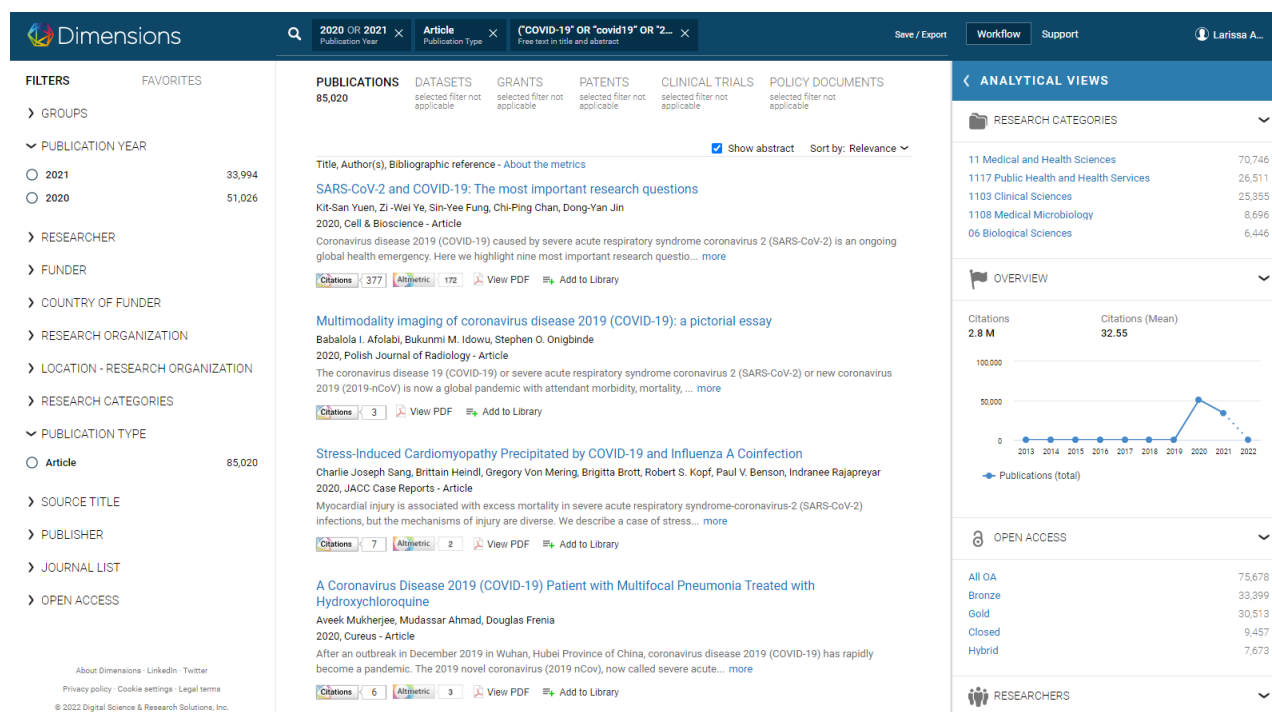 Dimensions
2020 OR 2021
Publication Year
Article
Publication Type
("COVID-19" OR "covid19" OR "2...
Free text in title and abstract
Save / Export
Workflow
Support
Larissa A...
FILTERS
FAVORITES
GROUPS
PUBLICATION YEAR
2021 33,994
2020 51,026
RESEARCHER
FUNDER
COUNTRY OF FUNDER
RESEARCH ORGANIZATION
LOCATION - RESEARCH ORGANIZATION
RESEARCH CATEGORIES
PUBLICATION TYPE
Article 85,020
SOURCE TITLE
PUBLISHER
JOURNAL LIST
OPEN ACCESS
About Dimensions · LinkedIn · Twitter
Privacy policy · Cookie settings · Legal terms
© 2022 Digital Science & Research Solutions, Inc.
PUBLICATIONS
85,020
DATASETS
selected filter not
applicable
GRANTS
selected filter not
applicable
PATENTS
selected filter not
applicable
CLINICAL TRIALS
selected filter not
applicable
POLICY DOCUMENTS
selected filter not
applicable
Show abstract Sort by: Relevance
Title, Author(s), Bibliographic reference - About the metrics
SARS-CoV-2 and COVID-19: The most important research questions
Kit-San Yuen, Zi -Wei Ye, Sin-Yee Fung, Chi-Ping Chan, Dong-Yan Jin
2020, Cell & Bioscience - Article
Coronavirus disease 2019 (COVID-19) caused by severe acute respiratory syndrome coronavirus 2 (SARS-CoV-2) is an ongoing
global health emergency. Here we highlight nine most important research questio... more
Citations 377 Altmetric 172 View PDF Add to Library
Multimodality imaging of coronavirus disease 2019 (COVID-19): a pictorial essay
Babalola I. Afolabi, Bukunmi M. Idowu, Stephen O. Onigbinde
2020, Polish Journal of Radiology - Article
The coronavirus disease 19 (COVID-19) or severe acute respiratory syndrome coronavirus 2 (SARS-CoV-2) or new coronavirus
2019 (2019-nCoV) is now a global pandemic with attendant morbidity, mortality, ... more
Citations 3 View PDF Add to Library
Stress-Induced Cardiomyopathy Precipitated by COVID-19 and Influenza A Coinfection
Charlie Joseph Sang, Brittain Heindl, Gregory Von Mering, Brigitta Brott, Robert S. Kopf, Paul V. Benson, Indranee Rajapreyar
2020, JACC Case Reports - Article
Myocardial injury is associated with excess mortality in severe acute respiratory syndrome-coronavirus-2 (SARS-CoV-2)
infections, but the mechanisms of injury are diverse. We describe a case of stress... more
Citations 7 Altmetric 2 View PDF Add to Library
A Coronavirus Disease 2019 (COVID-19) Patient with Multifocal Pneumonia Treated with
Hydroxychloroquine
Aveek Mukherjee, Mudassar Ahmad, Douglas Frenia
2020, Cureus - Article
After an outbreak in December 2019 in Wuhan, Hubei Province of China, coronavirus disease 2019 (COVID-19) has rapidly
become a pandemic. The 2019 novel coronavirus (2019 nCov), now called severe acute... more
Citations 6 Altmetric 3 View PDF Add to Library
ANALYTICAL VIEWS
RESEARCH CATEGORIES
11 Medical and Health Sciences 70,746
1117 Public Health and Health Services 26,511
1103 Clinical Sciences 25,355
1108 Medical Microbiology 8,696
06 Biological Sciences 6,446
OVERVIEW
Citations
2.8 M
Citations (Mean)
32.55
100,000
50,000
0
2013 2014 2015 2016 2017 2018 2019 2020 2021 2022
Publications (total)
OPEN ACCESS
All OA 75,678
Bronze 33,399
Gold 30,513
Closed 9,457
Hybrid 7,673
RESEARCHERS